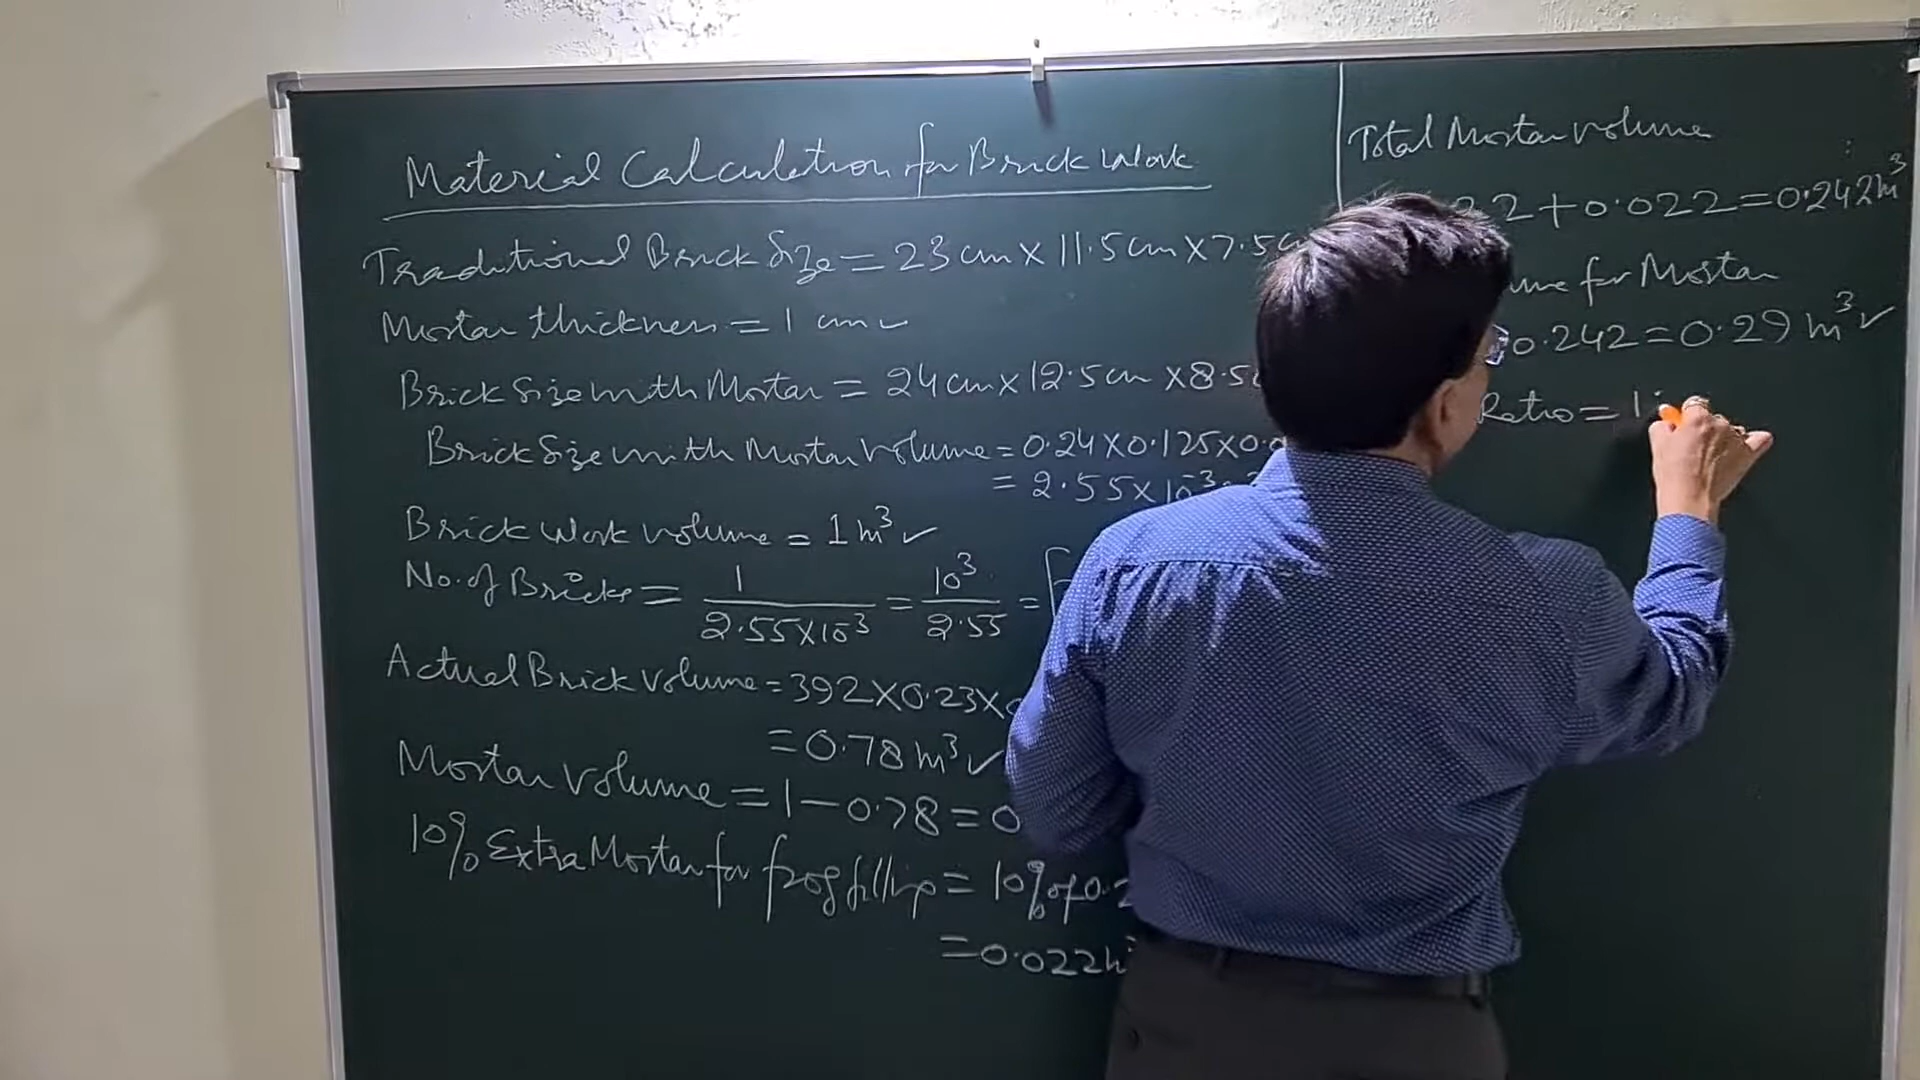 Material Calculation for Brick Work
Traditional Brick Size = 23 cm x 11.5 cm x 7.5 c
Mortar thickness = 1 cm ✓
Brick Size with Mortar = 24 cm x 12.5 cm x 8.5
Brick Size with Mortar Volume = 0.24 x 0.125 x 0.0
= 2.55 x 10⁻³
Brick Work Volume = 1 m³ ✓
No. of Bricks = 1 / 2.55 x 10⁻³ = 10³ / 2.55 =
Actual Brick Volume = 392 x 0.23 x
= 0.78 m³ ✓
Mortar Volume = 1 - 0.78 = 0
10% Extra Mortar for frog filling = 10% of 0.2
= 0.022 m³
Total Mortar volume
2 + 0.022 = 0.242 m³
ume for Mortar
0.242 = 0.29 m³ ✓
Ratio = 1: